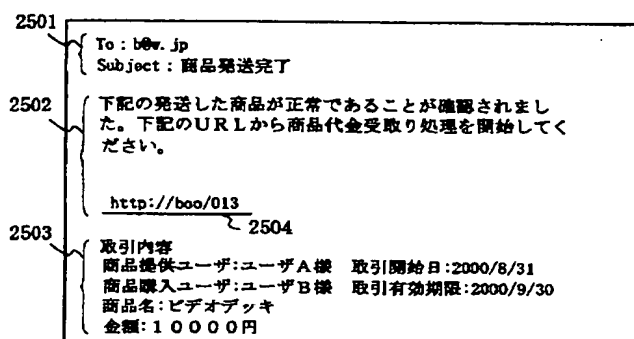 2501
To:b@w.jp
Subject:商品発送完了
2502
下記の発送した商品が正常であることが確認されまし
た。下記のURLから商品代金受取り処理を開始してく
ださい。
http://boo/013
2504
2503
取引内容
商品提供ユーザ:ユーザA様 取引開始日:2000/8/31
商品購入ユーザ:ユーザB様 取引有効期限:2000/9/30
商品名:ビデオデッキ
金額:10000円